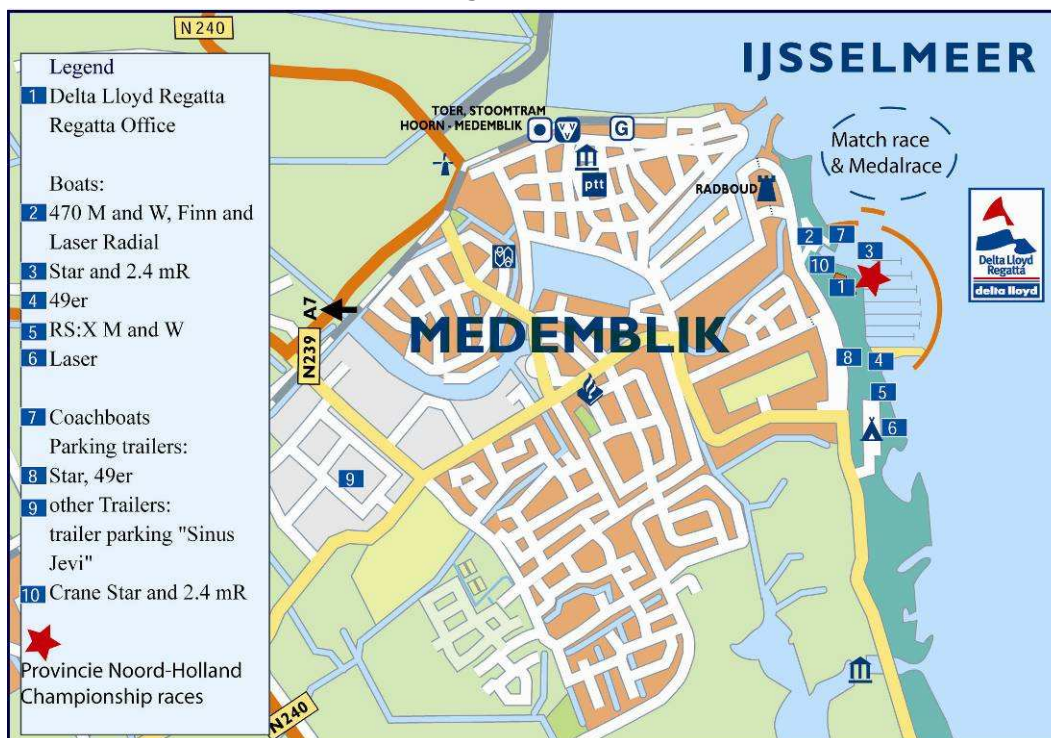 Legend
1 Delta Lloyd Regatta
Regatta Office
Boats:
2 470 M and W, Finn and
Laser Radial
3 Star and 2.4 mR
4 49er
5 RS:X M and W
6 Laser
7 Coachboats
Parking trailers:
8 Star, 49er
9 other Trailers:
trailer parking "Sinus
Jevi"
10 Crane Star and 2.4 mR
Provincie Noord-Holland
Championship races
N 240
IJSSELMEER
TOER, STOOMTRAM
HOORN - MEDEMBLIK
VVV
G
ptt
RADBOUD
Match race
& Medalrace
Delta Lloyd
Regatta
delta lloyd
2
7
3
10
1
A7
N239
MEDEMBLIK
8
4
5
6
9
N240